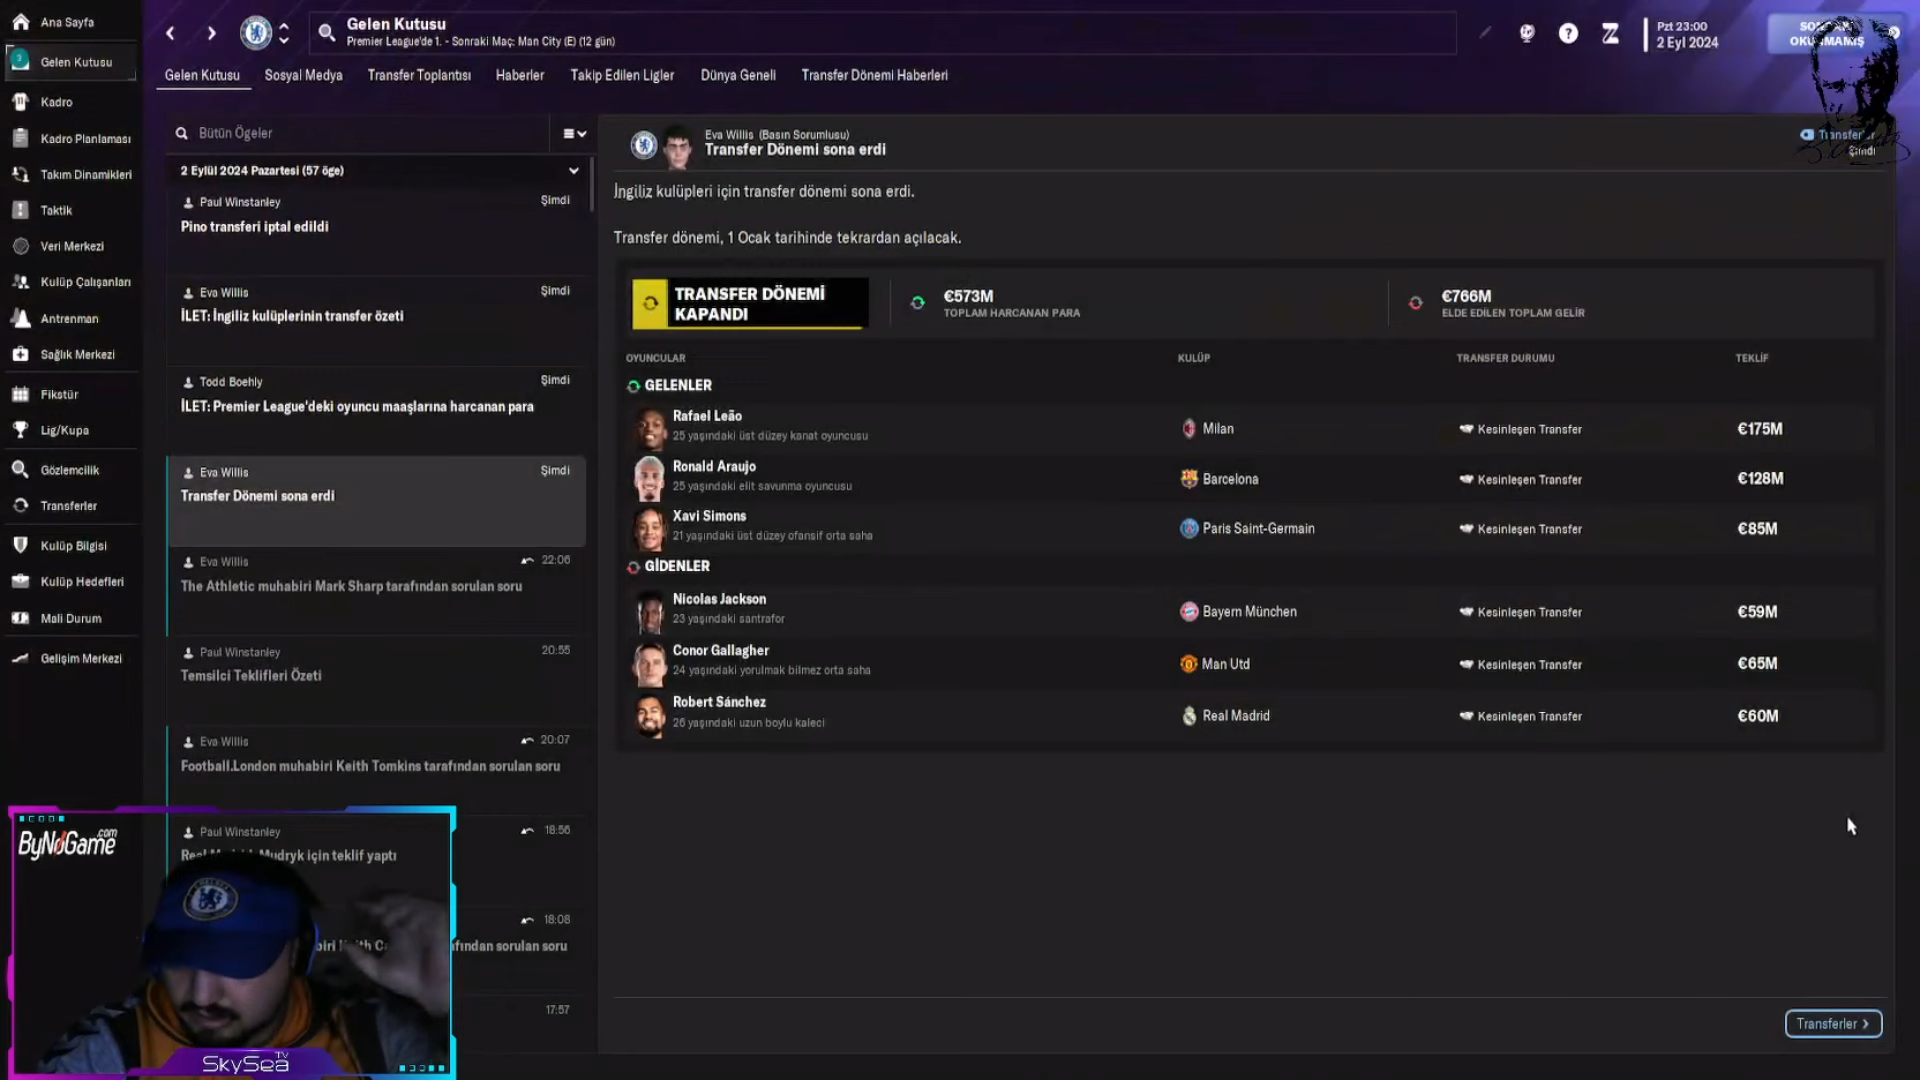 Ana Sayfa
Gelen Kutusu
Kadro
Kadro Planlaması
Takım Dinamikleri
Taktik
Veri Merkezi
Kulüp Çalışanları
Antrenman
Sağlık Merkezi
Fikstür
Lig/Kupa
Gözlemcilik
Transferler
Kulüp Bilgisi
Kulüp Hedefleri
Mali Durum
Gelişim Merkezi
Gelen Kutusu
Premier League'de 1. - Sonraki Maç: Man City (E) (12 gün)
Pzt 23:00
2 Eyl 2024
Gelen Kutusu Sosyal Medya Transfer Toplantısı Haberler Takip Edilen Ligler Dünya Geneli Transfer Dönemi Haberleri
Bütün Ögeler
2 Eylül 2024 Pazartesi (57 öge)
Paul Winstanley Şimdi
Pino transferi iptal edildi
Eva Willis Şimdi
İLET: İngiliz kulüplerinin transfer özeti
Todd Boehly Şimdi
İLET: Premier League'deki oyuncu maaşlarına harcanan para
Eva Willis Şimdi
Transfer Dönemi sona erdi
Eva Willis 22:06
The Athletic muhabiri Mark Sharp tarafından sorulan soru
Paul Winstanley 20:55
Temsilci Teklifleri Özeti
Eva Willis 20:07
Football.London muhabiri Keith Tomkins tarafından sorulan soru
Paul Winstanley 18:56
Mudryk için teklif yaptı
18:08
sorulan soru
17:57
Eva Willis (Basın Sorumlusu)
Transfer Dönemi sona erdi
Transferler
Şimdi
İngiliz kulüpleri için transfer dönemi sona erdi.
Transfer dönemi, 1 Ocak tarihinde tekrardan açılacak.
TRANSFER DÖNEMİ
KAPANDI
€573M
TOPLAM HARCANAN PARA
€766M
ELDE EDİLEN TOPLAM GELİR
OYUNCULAR KULÜP TRANSFER DURUMU TEKLİF
GELENLER
Rafael Leão
25 yaşındaki üst düzey kanat oyuncusu
Milan Kesinleşen Transfer €175M
Ronald Araujo
25 yaşındaki elit savunma oyuncusu
Barcelona Kesinleşen Transfer €128M
Xavi Simons
21 yaşındaki üst düzey ofansif orta saha
Paris Saint-Germain Kesinleşen Transfer €85M
GİDENLER
Nicolas Jackson
23 yaşındaki santrafor
Bayern München Kesinleşen Transfer €59M
Conor Gallagher
24 yaşındaki yorulmak bilmez orta saha
Man Utd Kesinleşen Transfer €65M
Robert Sánchez
26 yaşındaki uzun boylu kaleci
Real Madrid Kesinleşen Transfer €60M
Transferler
ByNoGame.com
SkySea TV